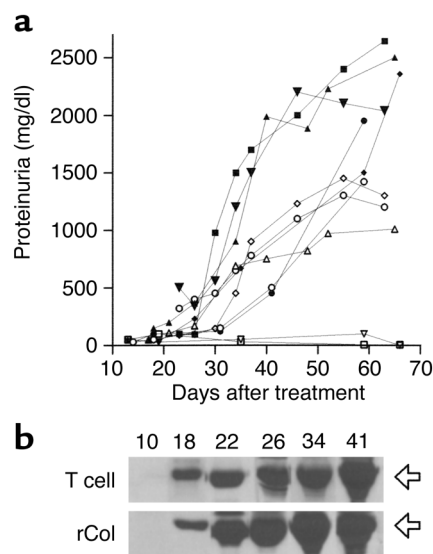 a
Proteinuria (mg/dl)
2500
2000
1500
1000
500
0
10 20 30 40 50 60 70
Days after treatment
b
10 18 22 26 34 41
T cell
rCol